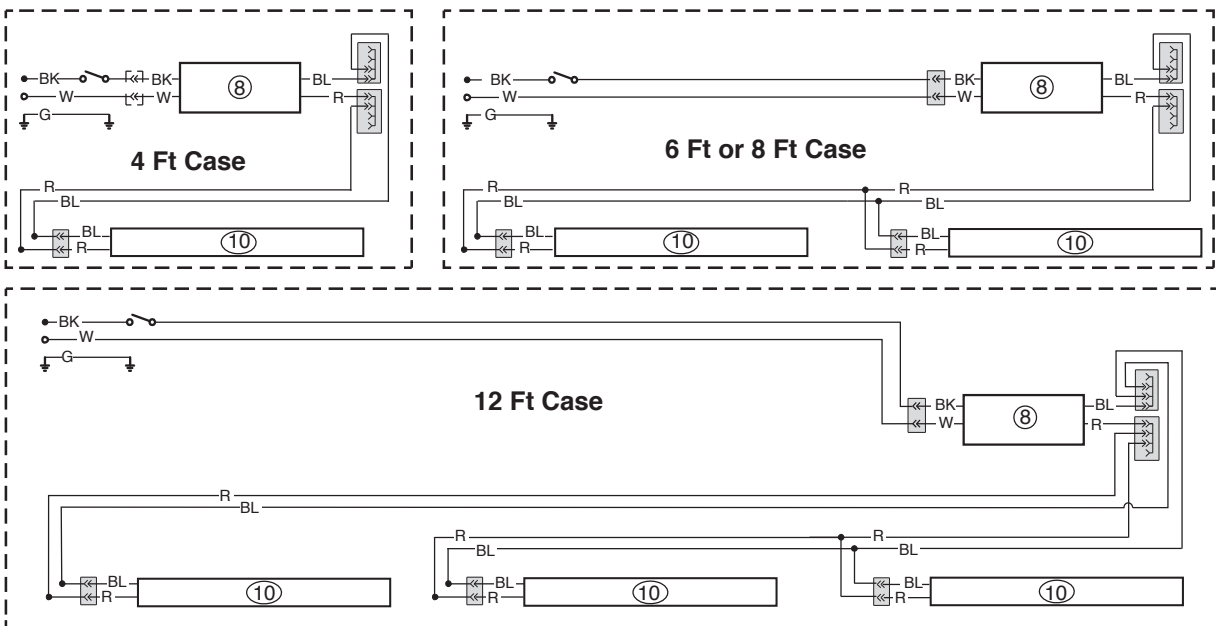 BK BK 8 BL
W W R
G
4 Ft Case
R
BL
BL 10
R
BK BK 8 BL
W W R
G
6 Ft or 8 Ft Case
R R
BL BL
BL 10 BL 10
R R
BK
W
G
12 Ft Case
BK 8 BL
W R
R
BL
R R
BL BL
BL 10 BL 10 BL 10
R R R